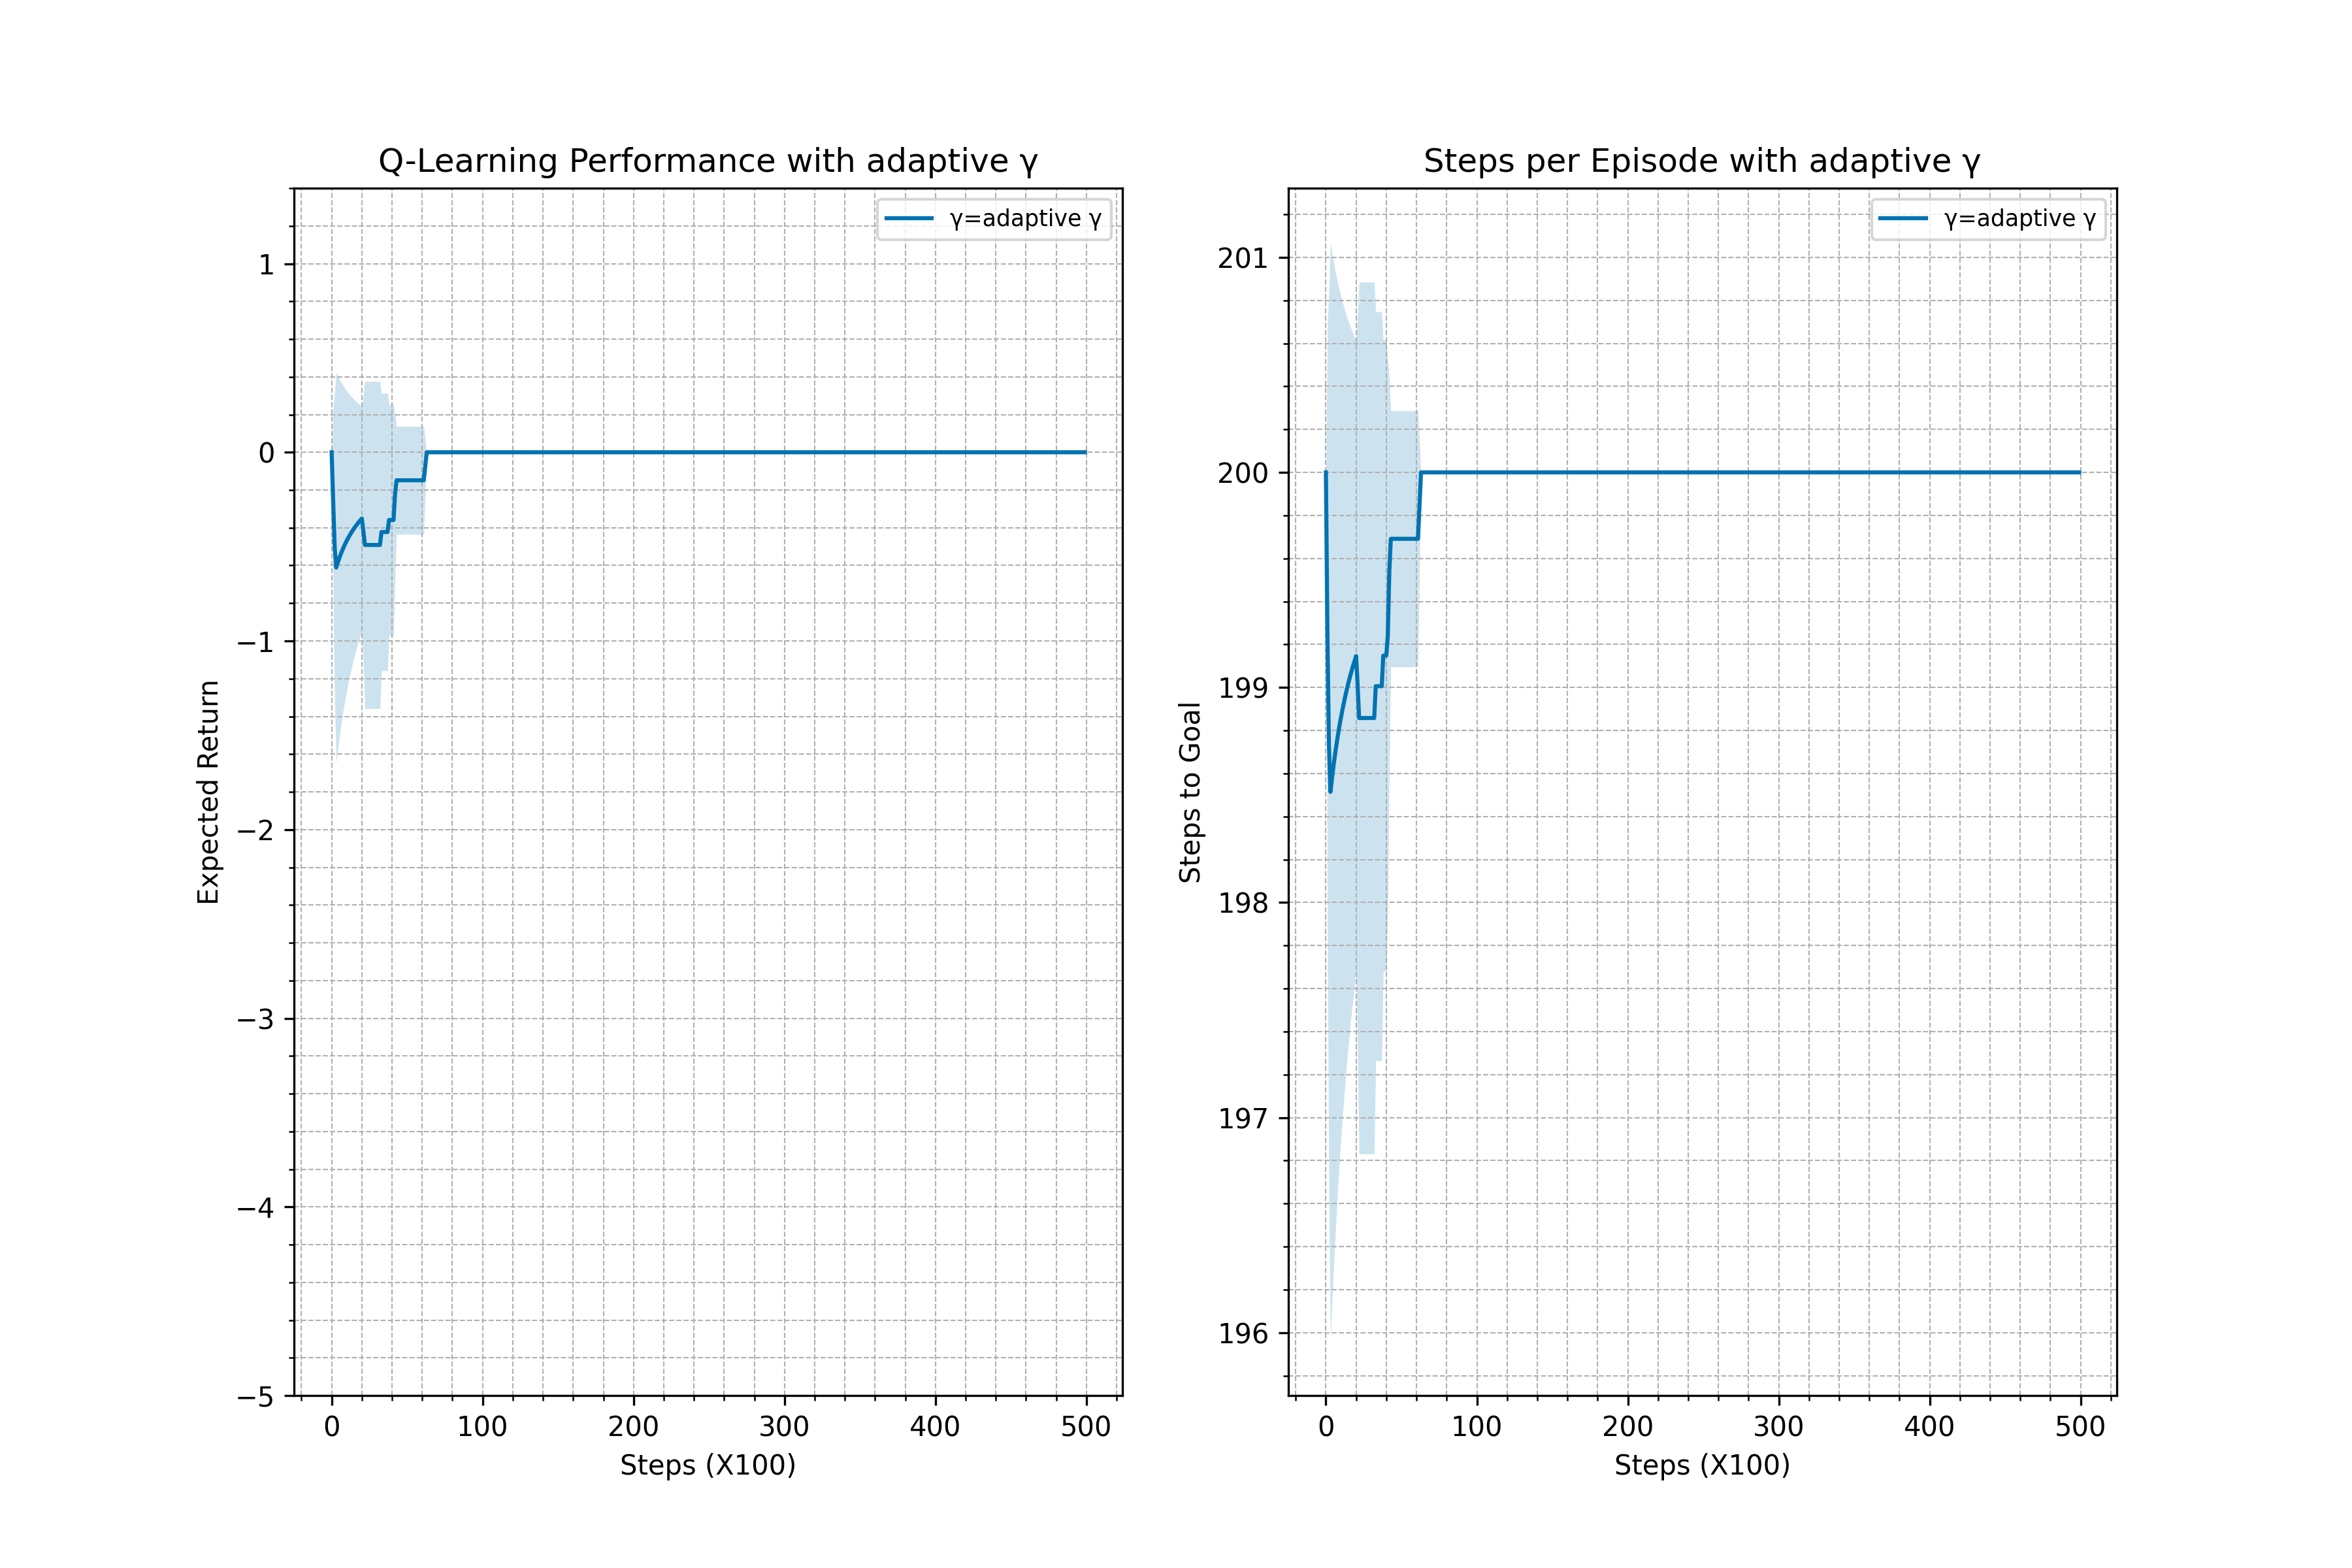 Q-Learning Performance with adaptive γ
γ=adaptive γ
1
0
−1
−2
−3
−4
−5
Expected Return
0 100 200 300 400 500
Steps (X100)
Steps per Episode with adaptive γ
γ=adaptive γ
201
200
199
198
197
196
Steps to Goal
0 100 200 300 400 500
Steps (X100)